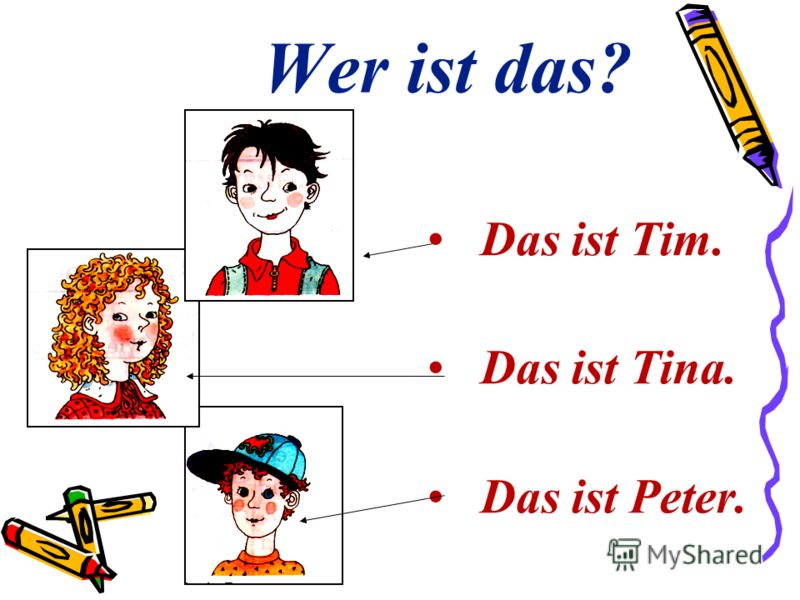 Wer ist das?
• Das ist Tim.
• Das ist Tina.
• Das ist Peter.
MyShared